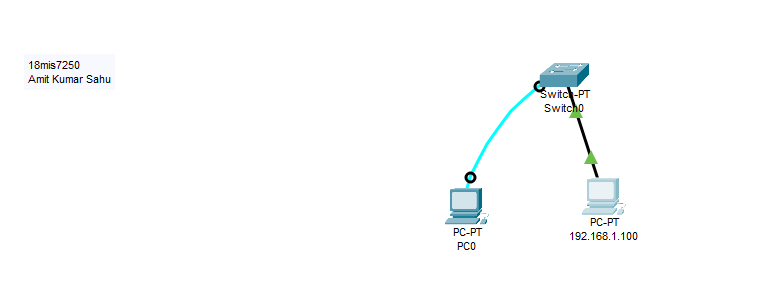 18mis7250
Amit Kumar Sahu
Switch-PT
Switch0
PC-PT
PC0
PC-PT
192.168.1.100